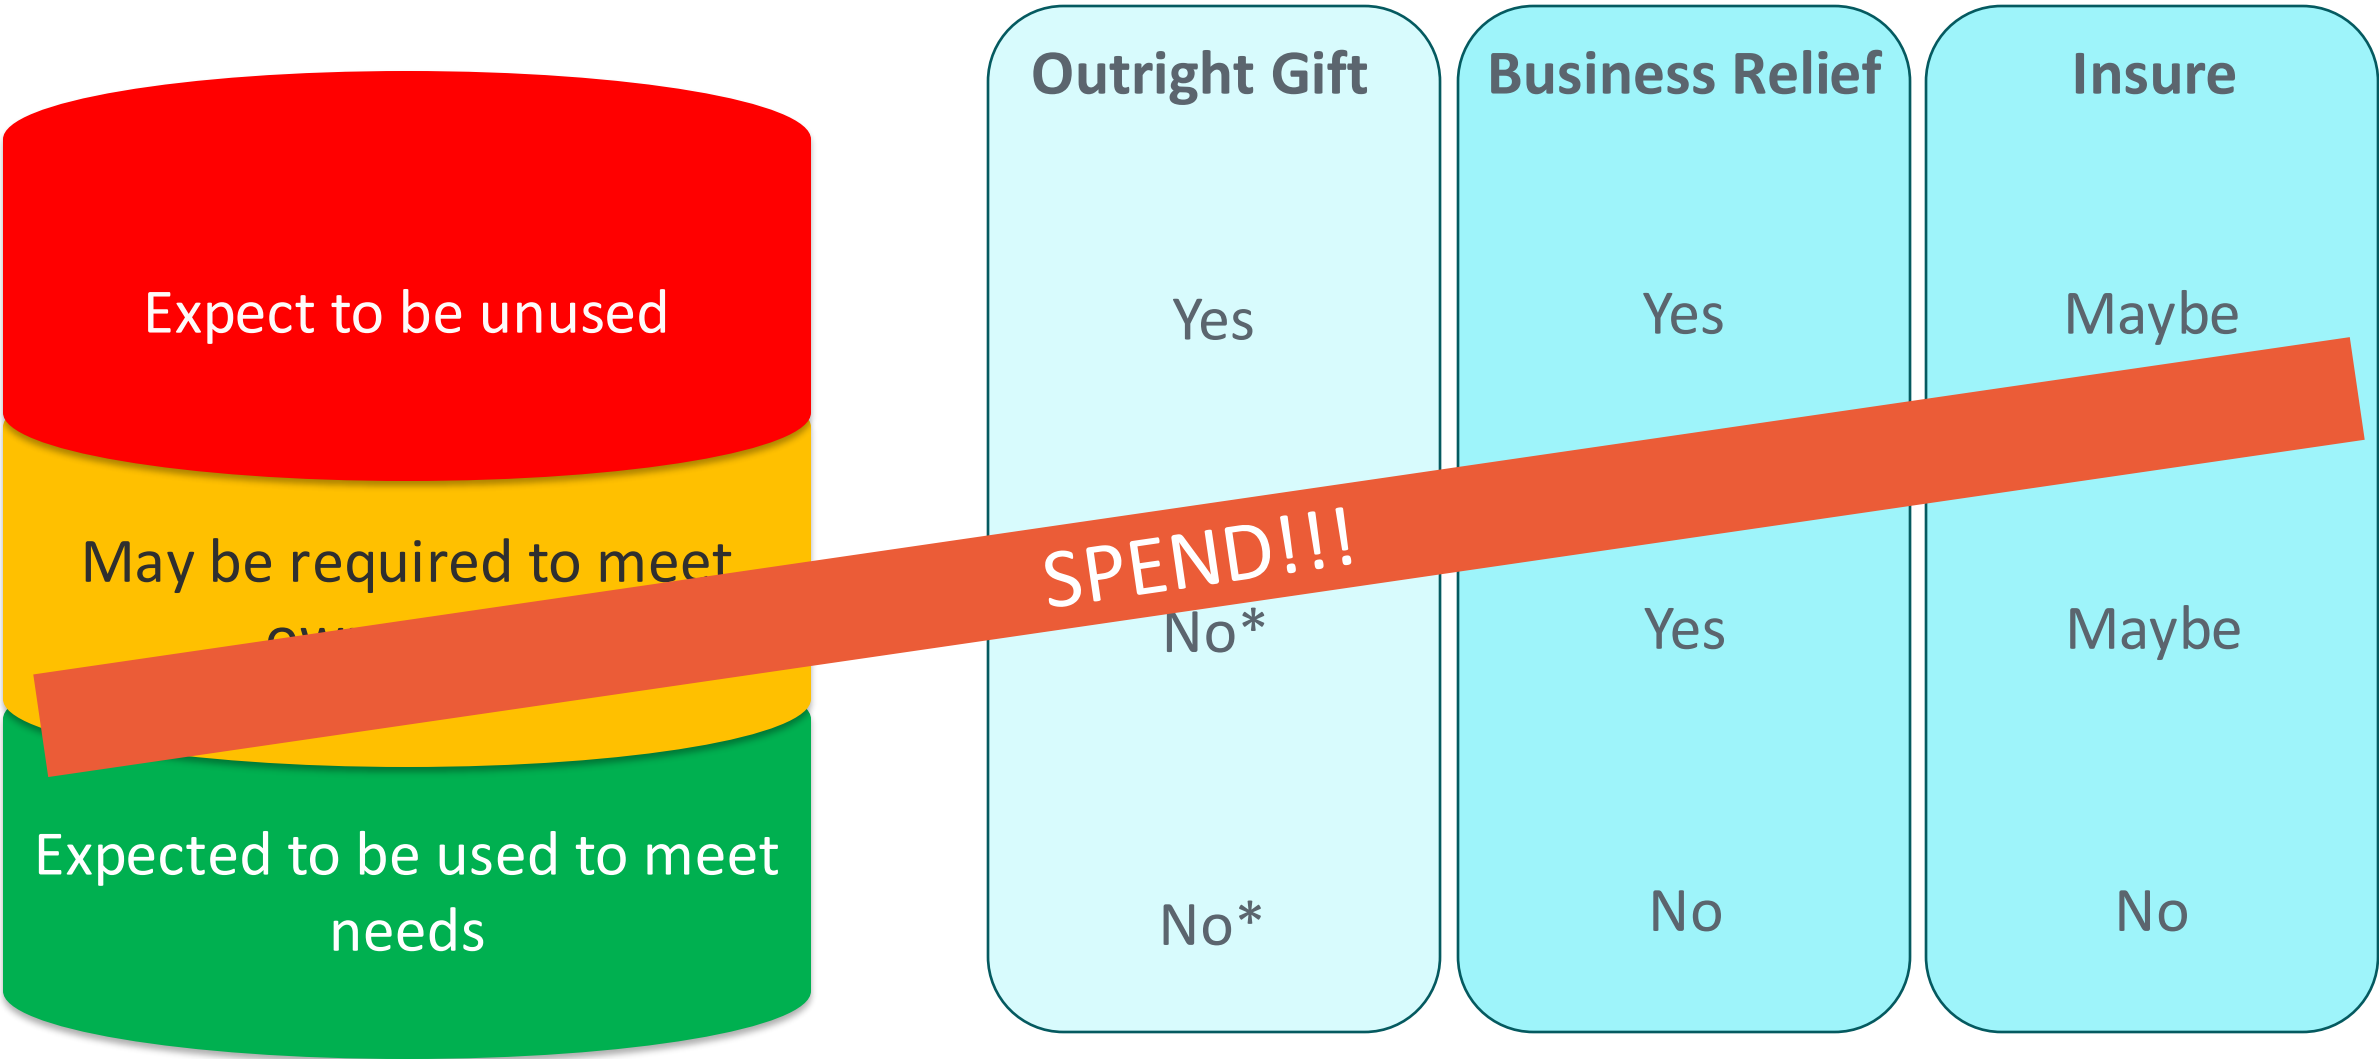 Outright Gift
Business Relief
Insure
Expect to be unused
Yes
Yes
Maybe
May be required to meet
SPEND!!!
No*
Yes
Maybe
Expected to be used to meet
needs
No*
No
No